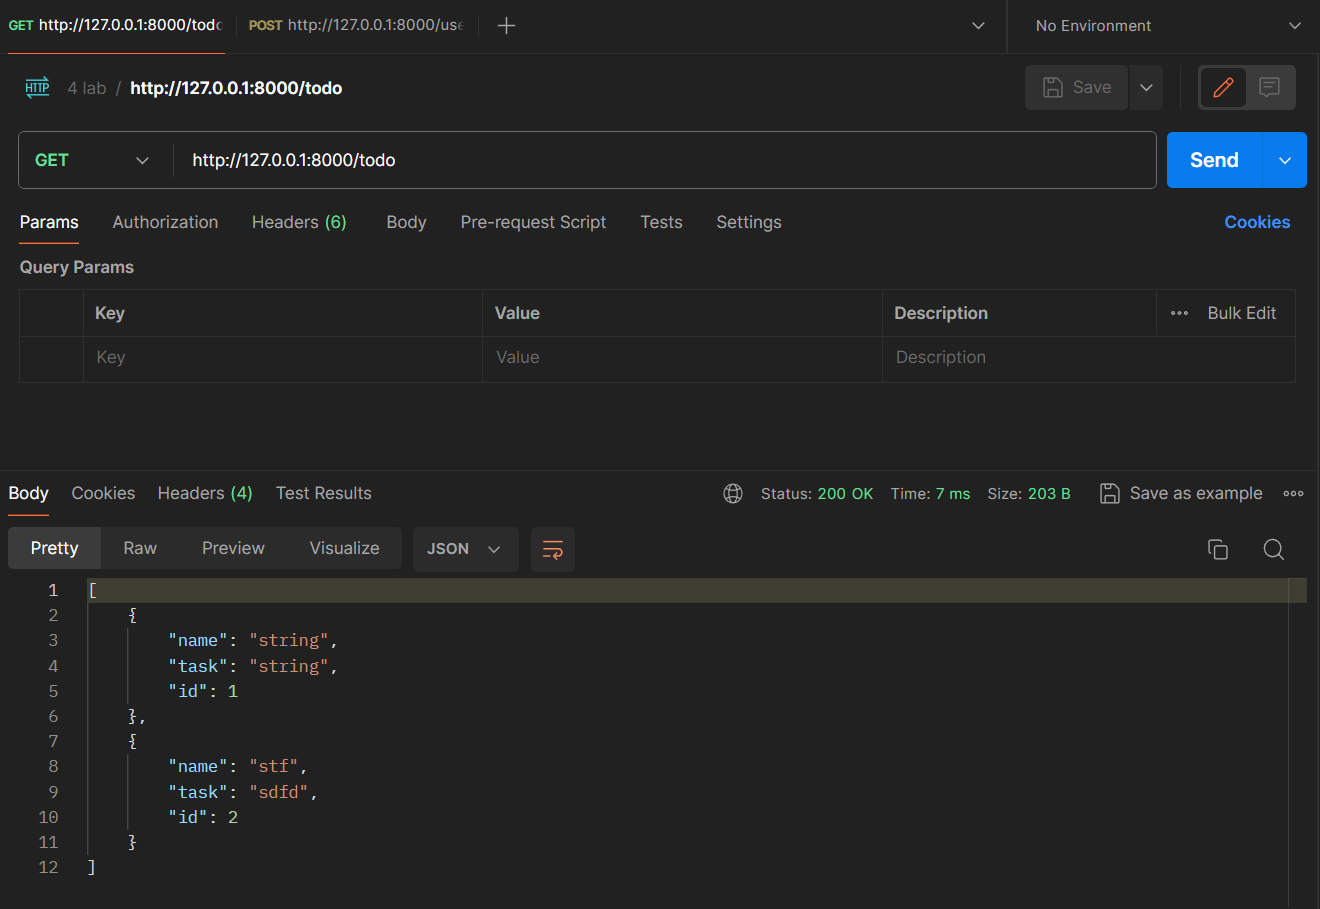 GET http://127.0.0.1:8000/todo POST http://127.0.0.1:8000/use No Environment
HTTP 4 lab / http://127.0.0.1:8000/todo Save
GET http://127.0.0.1:8000/todo Send
Params Authorization Headers (6) Body Pre-request Script Tests Settings Cookies
Query Params
Key Value Description Bulk Edit
Key Value Description
Body Cookies Headers (4) Test Results Status: 200 OK Time: 7 ms Size: 203 B Save as example
Pretty Raw Preview Visualize JSON
1 [
2 {
3 "name": "string",
4 "task": "string",
5 "id": 1
6 },
7 {
8 "name": "stf",
9 "task": "sdfd",
10 "id": 2
11 }
12 ]